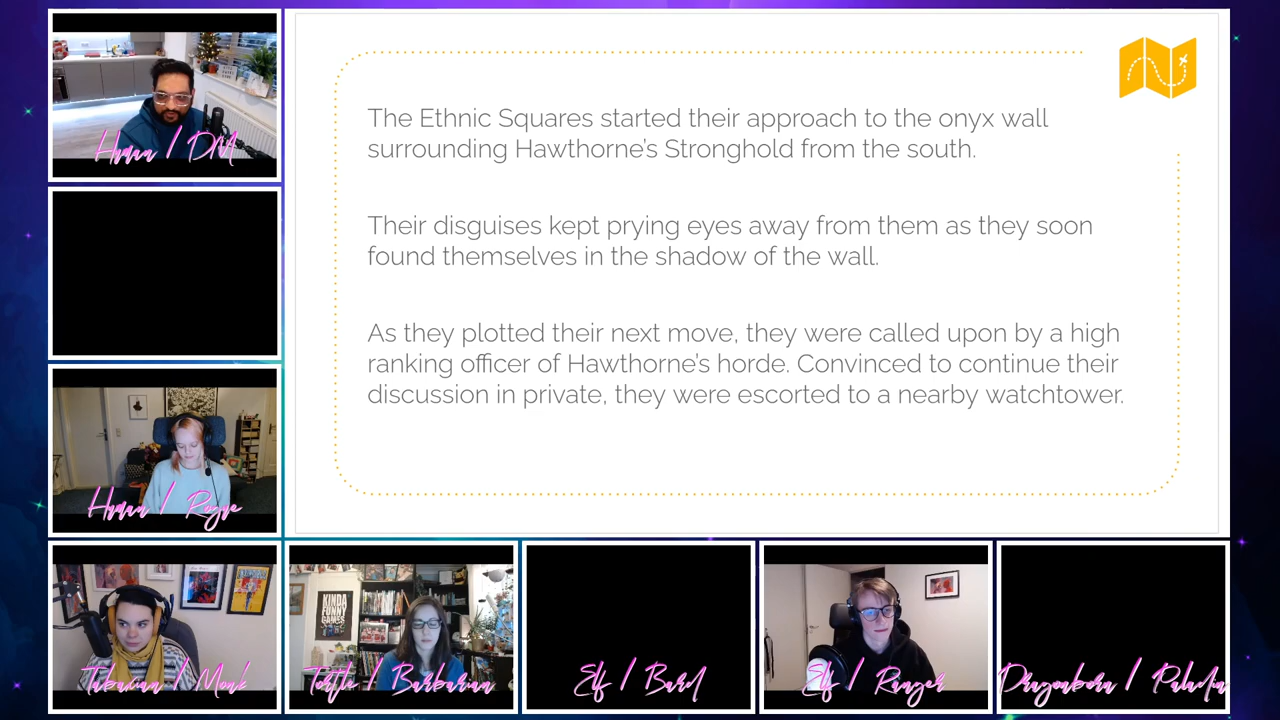 The Ethnic Squares started their approach to the onyx wall
surrounding Hawthorne's Stronghold from the south.
Their disguises kept prying eyes away from them as they soon
found themselves in the shadow of the wall.
As they plotted their next move, they were called upon by a high
ranking officer of Hawthorne's horde. Convinced to continue their
discussion in private, they were escorted to a nearby watchtower.
Human / DM
Human / Rogue
Tabaxian / Monk
KINDA
FUNNY
GAMES
Tortle / Barbarian
Elf / Bard
Elf / Ranger
Dragonborn / Paladin